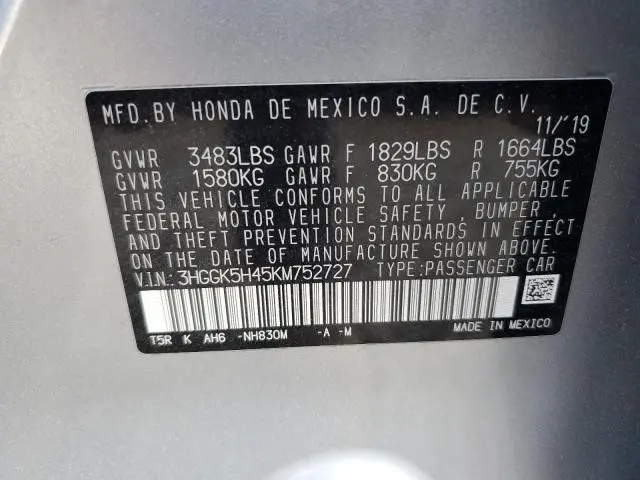 MFD.BY HONDA DE MEXICO S.A. DE C.V.
11/'19
GVWR 3483LBS GAWR F 1829LBS R 1664LBS
GVWR 1580KG GAWR F 830KG R 755KG
THIS VEHICLE CONFORMS TO ALL APPLICABLE
FEDERAL MOTOR VEHICLE SAFETY , BUMPER ,
AND THEFT PREVENTION STANDARDS IN EFFECT
ON THE DATE OF MANUFACTURE SHOWN ABOVE.
V.I.N.: 3HGGK5H45KM752727 TYPE:PASSENGER CAR
T5R K AH6 -NH830M -A -M
MADE IN MEXICO